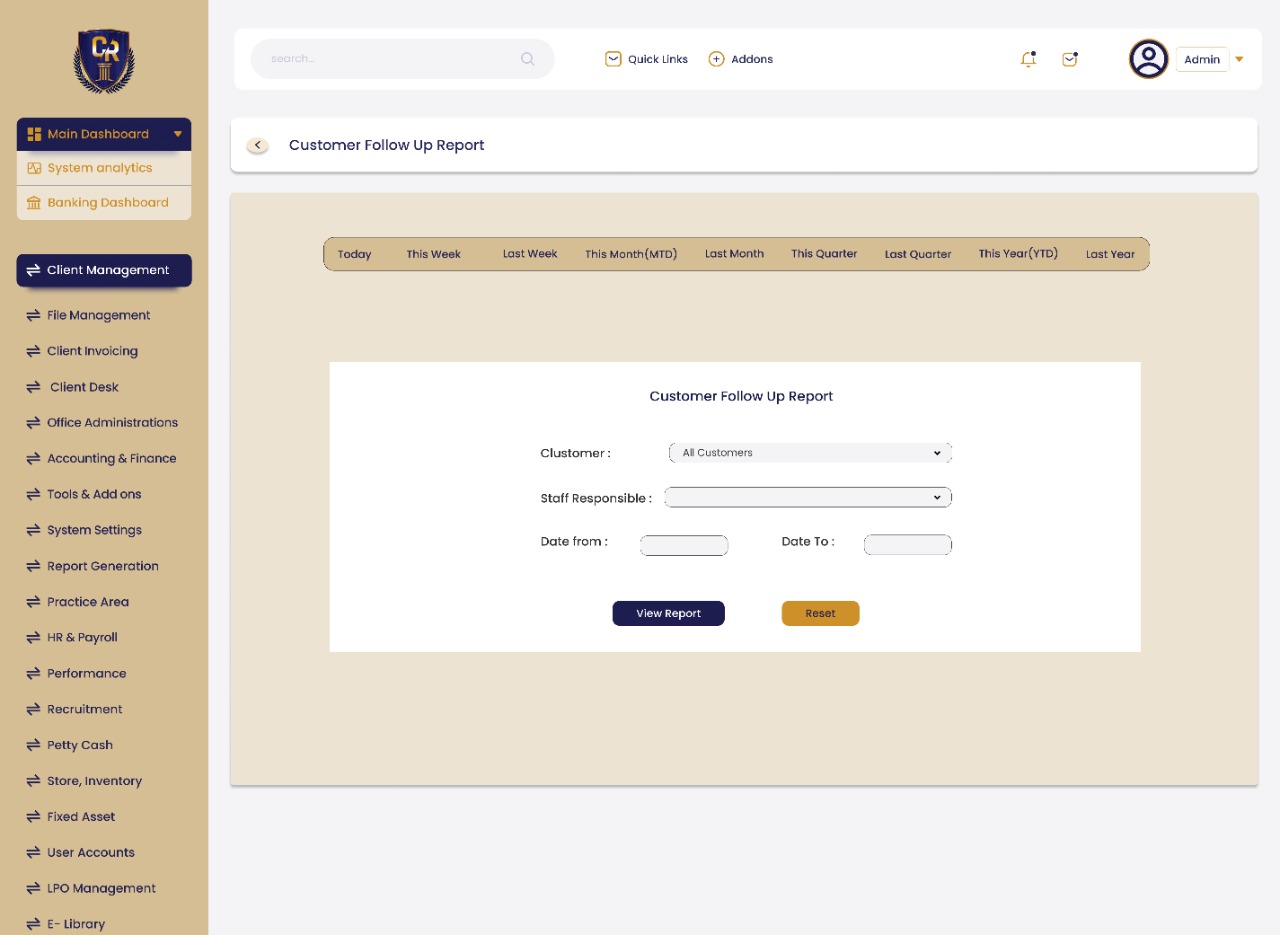 CR
search...
Quick Links
Addons
Admin
Main Dashboard
System analytics
Banking Dashboard
Client Management
File Management
Client Invoicing
Client Desk
Office Administrations
Accounting & Finance
Tools & Add ons
System Settings
Report Generation
Practice Area
HR & Payroll
Performance
Recruitment
Petty Cash
Store, Inventory
Fixed Asset
User Accounts
LPO Management
E- Library
Customer Follow Up Report
Today This Week Last Week This Month(MTD) Last Month This Quarter Last Quarter This Year(YTD) Last Year
Customer Follow Up Report
Clustomer : All Customers
Staff Responsible :
Date from : Date To :
View Report Reset